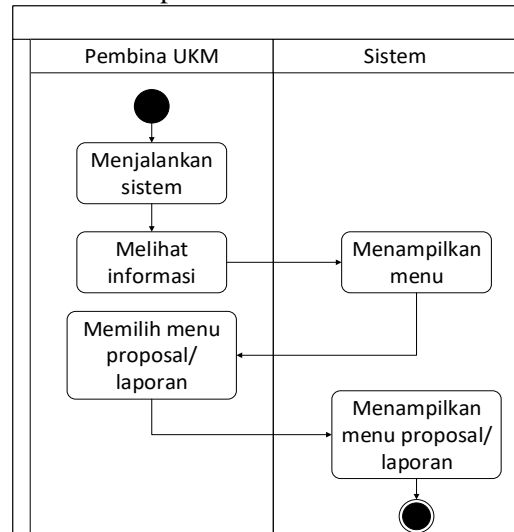 Pembina UKM
Sistem
Menjalankan
sistem
Melihat
informasi
Menampilkan
menu
Memilih menu
proposal/
laporan
Menampilkan
menu proposal/
laporan